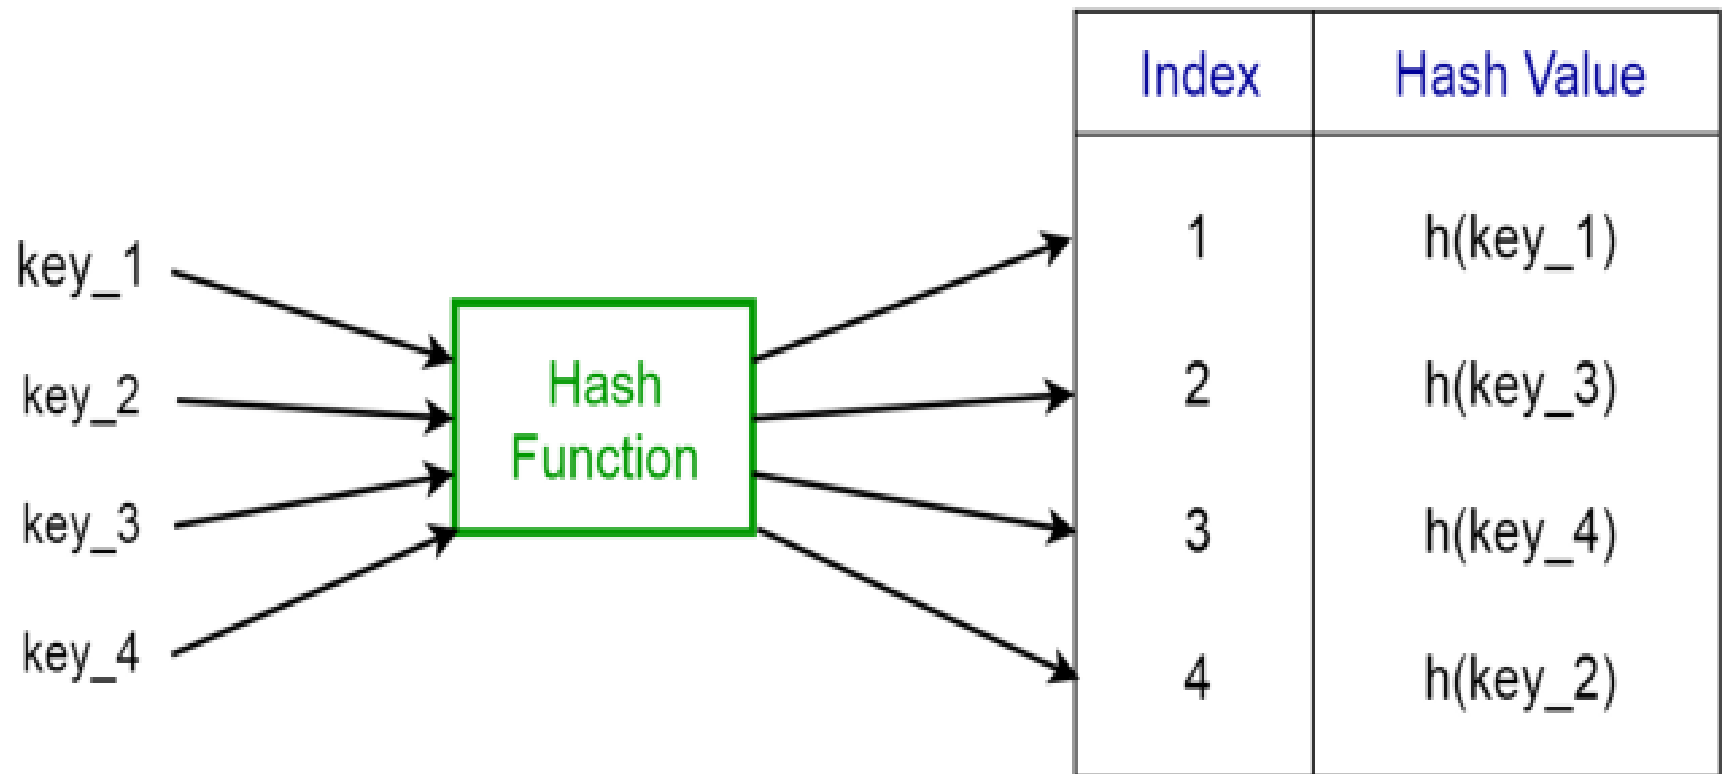 key_1
key_2
key_3
key_4
Hash
Function
Index Hash Value
1 h(key_1)
2 h(key_3)
3 h(key_4)
4 h(key_2)